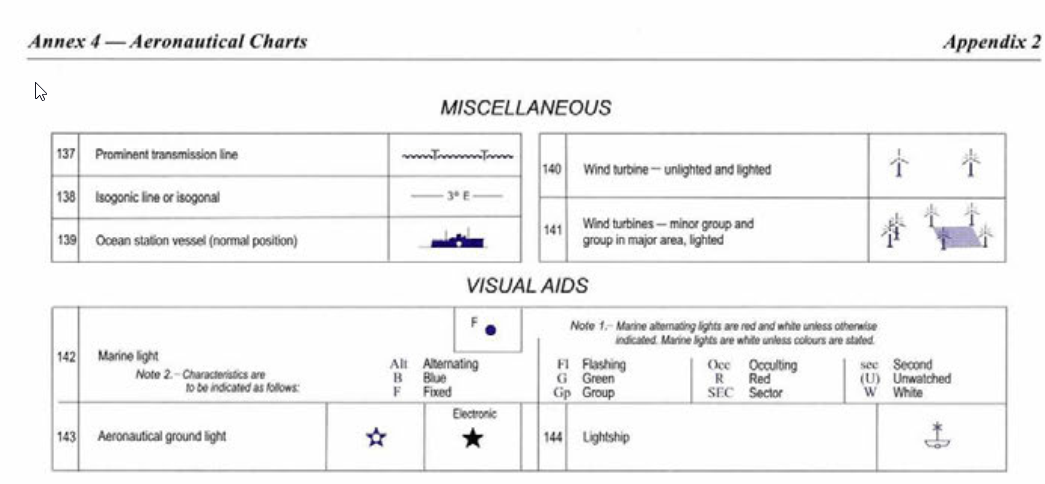 Annex 4 — Aeronautical Charts
Appendix 2
MISCELLANEOUS
137 Prominent transmission line
138 Isogonic line or isogonal 3° E
139 Ocean station vessel (normal position)
140 Wind turbine — unlighted and lighted
141 Wind turbines — minor group and
group in major area, lighted
VISUAL AIDS
142 Marine light
F
Note 1.– Marine alternating lights are red and white unless otherwise
indicated. Marine lights are white unless colours are stated.
Note 2.– Characteristics are
to be indicated as follows:
Alt Alternating
B Blue
F Fixed
Fl Flashing
G Green
Gp Group
Occ Occulting
R Red
SEC Sector
sec Second
(U) Unwatched
W White
143 Aeronautical ground light
Electronic
144 Lightship